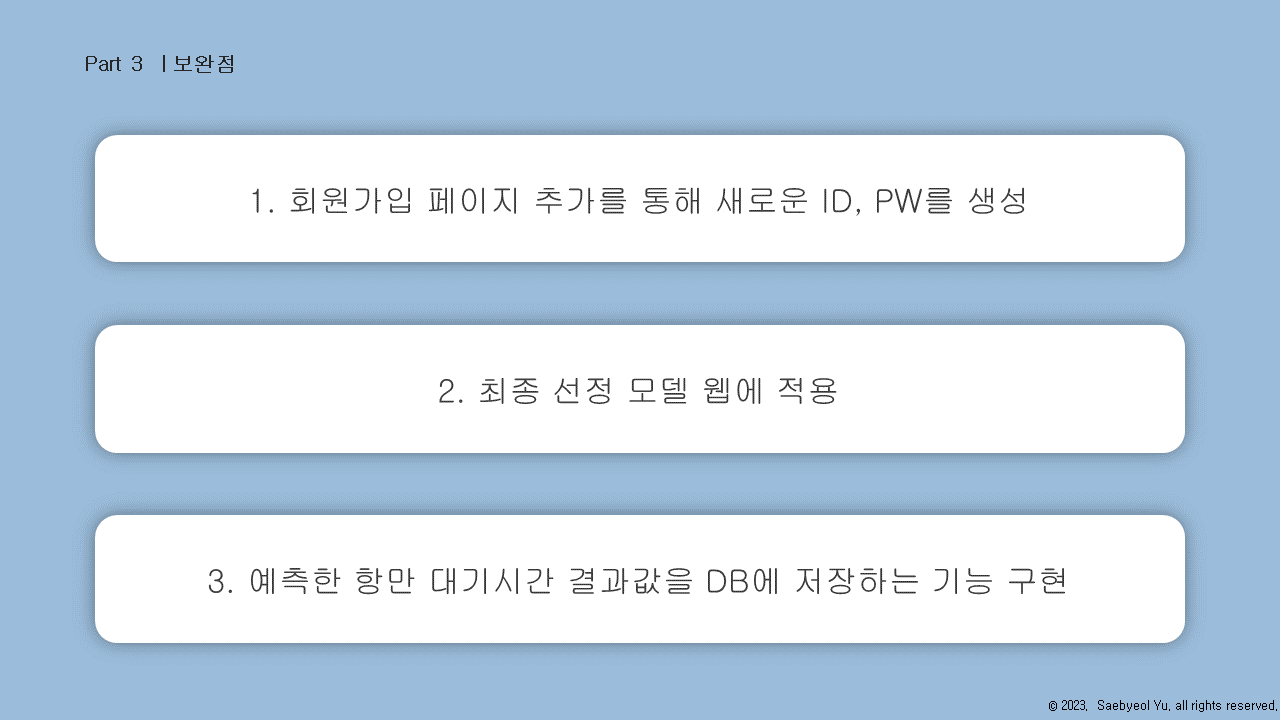 Part 3 | 보완점
1. 회원가입 페이지 추가를 통해 새로운 ID, PW를 생성
2. 최종 선정 모델 웹에 적용
3. 예측한 항만 대기시간 결과값을 DB에 저장하는 기능 구현
© 2023. Saebyeol Yu. all rights reserved.